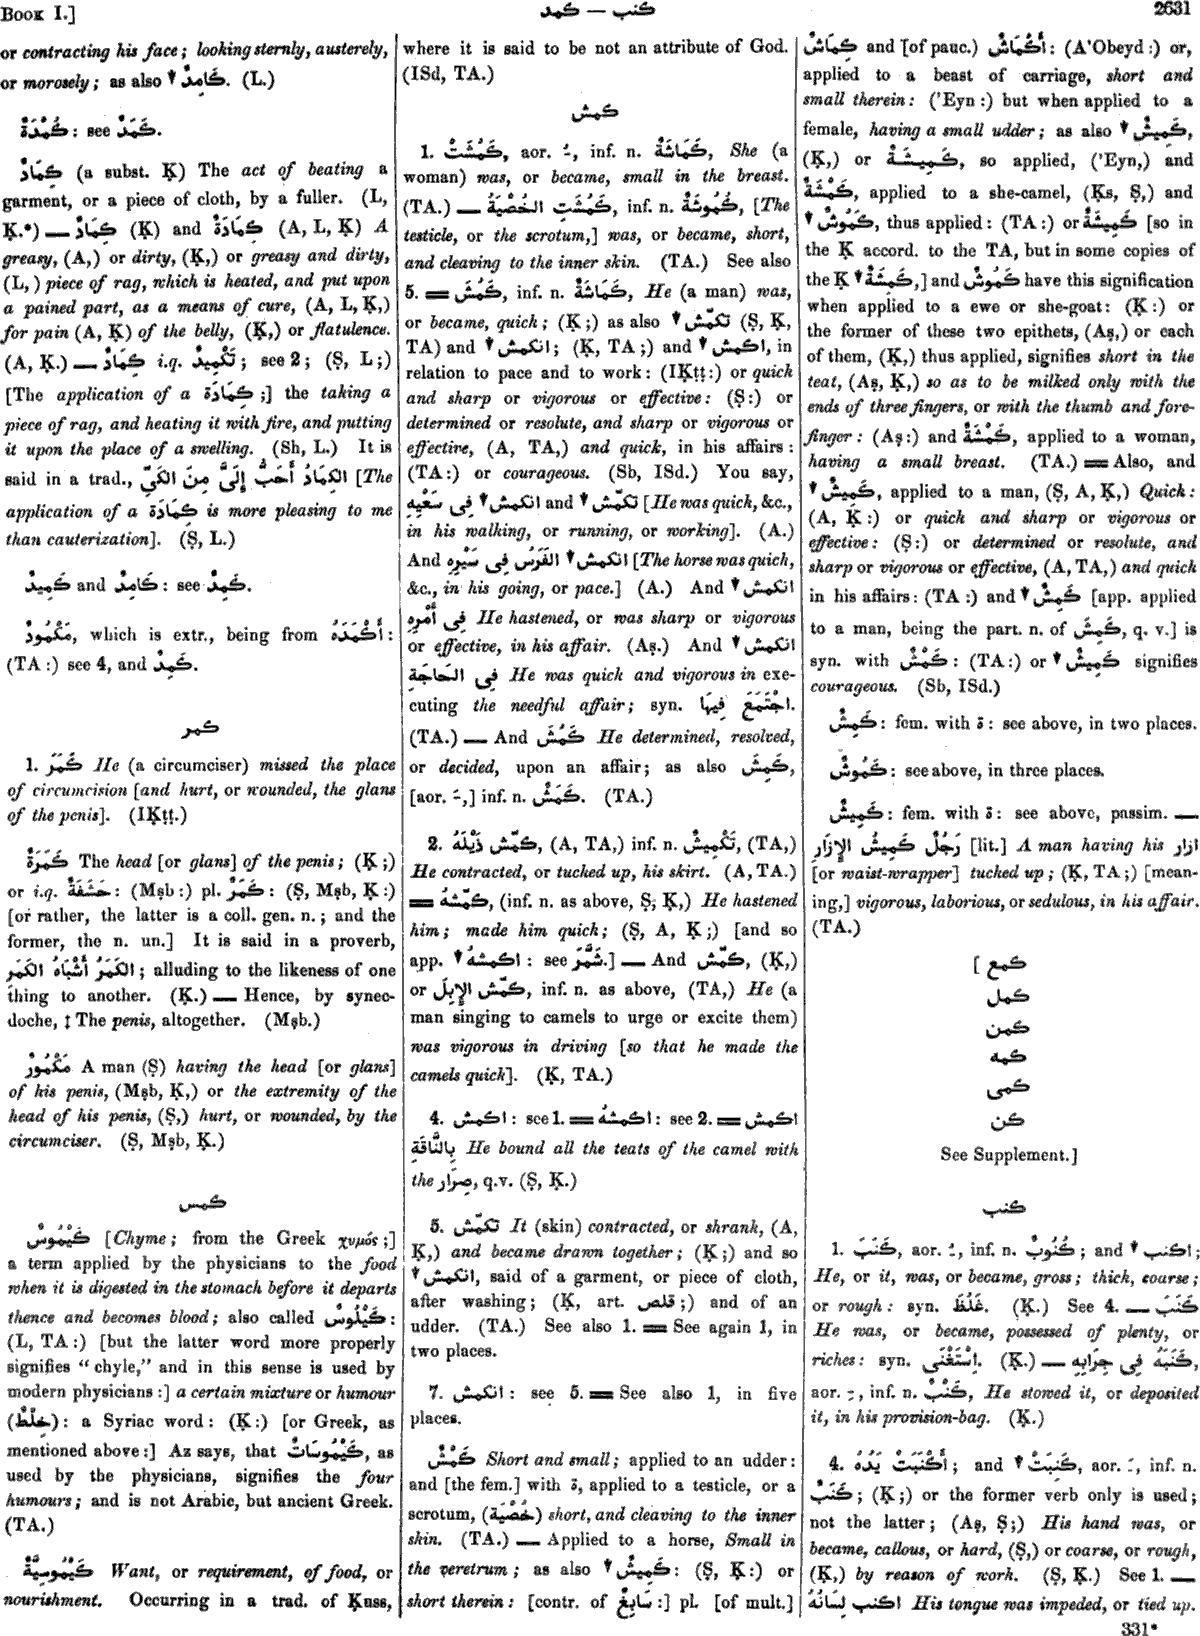 Book I.]
كنب — كمد
2631
or contracting his face; looking sternly, austerely,
or morosely; as also ↓ كَامِدٌ. (L.)
كُمْدَةٌ: see كَمَدٌ.
كِمَادٌ (a subst. Ḳ) The act of beating a
garment, or a piece of cloth, by a fuller. (L,
Ḳ.*) — كِمَادٌ (Ḳ) and كِمَادَةٌ (A, L, Ḳ) A
greasy, (A,) or dirty, (Ḳ,) or greasy and dirty,
(L,) piece of rag, which is heated, and put upon
a pained part, as a means of cure, (A, L, Ḳ,)
for pain (A, Ḳ) of the belly, (Ḳ,) or flatulence.
(A, Ḳ.) — كِمَادٌ i.q. تَكْمِيدٌ; see 2; (Ṣ, L;)
[The application of a كِمَادَة;] the taking a
piece of rag, and heating it with fire, and putting
it upon the place of a swelling. (Sh, L.) It is
said in a trad., الكِمَادُ أَحَبُّ إِلَىَّ مِنَ الكَىِّ [The
application of a كِمَادَة is more pleasing to me
than cauterization]. (Ṣ, L.)
كَمِيدٌ and كَامِدٌ: see كَمِدٌ.
مَكْمُودٌ, which is extr., being from أَكْمَدَهُ:
(TA:) see 4, and كَمِدٌ.
كمر
1. كَمَرَ He (a circumciser) missed the place
of circumcision [and hurt, or wounded, the glans
of the penis]. (IḲṭṭ.)
كَمَرَةٌ The head [or glans] of the penis; (Ḳ;)
or i.q. حَشَفَةٌ: (Mṣb:) pl. كَمَرٌ: (Ṣ, Mṣb, Ḳ:)
[or rather, the latter is a coll. gen. n.; and the
former, the n. un.] It is said in a proverb,
الكَمَرُ أَشْبَاهُ الكَمَرِ; alluding to the likeness of one
thing to another. (Ḳ.) — Hence, by synec-
doche, ‡ The penis, altogether. (Mṣb.)
مَكْمُورٌ A man (Ṣ) having the head [or glans]
of his penis, (Mṣb, Ḳ,) or the extremity of the
head of his penis, (Ṣ,) hurt, or wounded, by the
circumciser. (Ṣ, Mṣb, Ḳ.)
كمس
كَيْمُوسٌ [Chyme; from the Greek χυμός;]
a term applied by the physicians to the food
when it is digested in the stomach before it departs
thence and becomes blood; also called كَيْلُوسٌ:
(L, TA:) [but the latter word more properly
signifies “chyle,” and in this sense is used by
modern physicians:] a certain mixture or humour
(خِلْطٌ): a Syriac word: (Ḳ:) [or Greek, as
mentioned above:] Az says, that كَيْمُوسَاتٌ, as
used by the physicians, signifies the four
humours; and is not Arabic, but ancient Greek.
(TA.)
كَيْمُوسِيَّةٌ Want, or requirement, of food, or
nourishment. Occurring in a trad. of Ḳuss,
where it is said to be not an attribute of God.
(ISd, TA.)
كمش
1. كَمُشَتْ, aor. ـُ, inf. n. كَمَاشَةٌ, She (a
woman) was, or became, small in the breast.
(TA.) — كَمُشَتِ الخُصْيَةُ, inf. n. كُمُوشَةٌ, [The
testicle, or the scrotum,] was, or became, short,
and cleaving to the inner skin. (TA.) See also
5. ═ كَمُشَ, inf. n. كَمَاشَةٌ, He (a man) was,
or became, quick; (Ḳ;) as also ↓ تكمّش (Ṣ, Ḳ,
TA) and ↓ انكمش; (Ḳ, TA;) and ↓ اكمش, in
relation to pace and to work: (IḲṭṭ:) or quick
and sharp or vigorous or effective: (Ṣ:) or
determined or resolute, and sharp or vigorous or
effective, (A, TA,) and quick, in his affairs:
(TA:) or courageous. (Sb, ISd.) You say,
تكمّش ↓ and انكمش ↓ فِى سَعْيِهِ [He was quick, &c.,
in his walking, or running, or working]. (A.)
And انكمش ↓ الفَرَسُ فِى سَيْرِهِ [The horse was quick,
&c., in his going, or pace.] (A.) And انكمش ↓
فِى أَمْرِهِ He hastened, or was sharp or vigorous
or effective, in his affair. (Aṣ.) And انكمش ↓
فِى الحَاجَةِ He was quick and vigorous in exe-
cuting the needful affair; syn. اِجْتَمَعَ فِيهَا.
(TA.) — And كَمُشَ He determined, resolved,
or decided, upon an affair; as also كَمِشَ,
[aor. ـَ,] inf. n. كَمَشٌ. (TA.)
2. كمّش ذَيْلَهُ, (A, TA,) inf. n. تَكْمِيشٌ, (TA,)
He contracted, or tucked up, his skirt. (A, TA.)
═ كمّشهُ, (inf. n. as above, Ṣ, Ḳ,) He hastened
him; made him quick; (Ṣ, A, Ḳ;) [and so
app. ↓ اكمشهُ: see شَمَّرَ.] — And كمّش, (Ḳ,)
or كمّش الإِبِلَ, inf. n. as above, (TA,) He (a
man singing to camels to urge or excite them)
was vigorous in driving [so that he made the
camels quick]. (Ḳ, TA.)
4. اكمش: see 1. ═ اكمشهُ: see 2. ═ اكمش
بِالنَّاقَةِ He bound all the teats of the camel with
the صِرَار, q.v. (Ṣ, Ḳ.)
5. تكمّش It (skin) contracted, or shrank, (A,
Ḳ,) and became drawn together; (Ḳ;) and so
↓ انكمش, said of a garment, or piece of cloth,
after washing; (Ḳ, art. قلص;) and of an
udder. (TA.) See also 1. ═ See again 1, in
two places.
7. انكمش: see 5. ═ See also 1, in five
places.
كَمْشٌ Short and small; applied to an udder:
and [the fem.] with ة, applied to a testicle, or a
scrotum, (خُصْيَة) short, and cleaving to the inner
skin. (TA.) — Applied to a horse, Small in
the veretrum; as also ↓ كَمِيشٌ: (Ṣ, Ḳ:) or
short therein: [contr. of سَابِغٌ:] pl. [of mult.]
كِمَاشٌ and [of pauc.) أَكْمَاشٌ: (A'Obeyd:) or,
applied to a beast of carriage, short and
small therein: ('Eyn:) but when applied to a
female, having a small udder; as also ↓ كَمِيشٌ,
(Ḳ,) or كَمِيشَةٌ, so applied, ('Eyn,) and
كَمْشَةٌ, applied to a she-camel, (Ks, Ṣ,) and
↓ كَمُوشٌ, thus applied: (TA:) or كَمِيشَةٌ [so in
the Ḳ accord. to the TA, but in some copies of
the Ḳ ↓ كَمِشَةٌ,] and كَمُوشٌ have this signification
when applied to a ewe or she-goat: (Ḳ:) or
the former of these two epithets, (Aṣ,) or each
of them, (Ḳ,) thus applied, signifies short in the
teat, (Aṣ, Ḳ,) so as to be milked only with the
ends of three fingers, or with the thumb and fore-
finger: (Aṣ:) and كَمْشَةٌ, applied to a woman,
having a small breast. (TA.) ═ Also, and
↓ كَمِيشٌ, applied to a man, (Ṣ, A, Ḳ,) Quick:
(A, Ḳ:) or quick and sharp or vigorous or
effective: (Ṣ:) or determined or resolute, and
sharp or vigorous or effective, (A, TA,) and quick
in his affairs: (TA:) and ↓ كَمِشٌ [app. applied
to a man, being the part. n. of كَمِشَ, q. v.] is
syn. with كَمْشٌ: (TA:) or ↓ كَمِيشٌ signifies
courageous. (Sb, ISd.)
كَمِشٌ: fem. with ة: see above, in two places.
كَمُوشٌ: see above, in three places.
كَمِيشٌ: fem. with ة: see above, passim. —
رَجُلٌ كَمِيشُ الإِزَارِ [lit.] A man having his ازار
[or waist-wrapper] tucked up; (Ḳ, TA;) [mean-
ing,] vigorous, laborious, or sedulous, in his affair.
(TA.)
[ كمع
كمل
كمن
كمه
كمى
كن
See Supplement.]
كنب
1. كَنَبَ, aor. ـُ, inf. n. كُنُوبٌ; and ↓ اكنب;
He, or it, was, or became, gross; thick, coarse;
or rough: syn. غَلُظَ. (Ḳ.) See 4. — كَنَبَ
He was, or became, possessed of plenty, or
riches: syn. اِسْتَغْنَى. (Ḳ.) — كَنَبَهُ فِى جِرَابِهِ,
aor. ـِ, inf. n. كَنْبٌ, He stowed it, or deposited
it, in his provision-bag. (Ḳ.)
4. أَكْنَبَتْ يَدُهُ; and ↓ كَنِبَتْ, aor. ـَ, inf. n.
كَنَبٌ; (Ḳ;) or the former verb only is used;
not the latter; (Aṣ, Ṣ;) His hand was, or
became, callous, or hard, (Ṣ,) or coarse, or rough,
(Ḳ,) by reason of work. (Ṣ, Ḳ.) See 1. —
اكنب لِسَانُهُ His tongue was impeded, or tied up.
331*